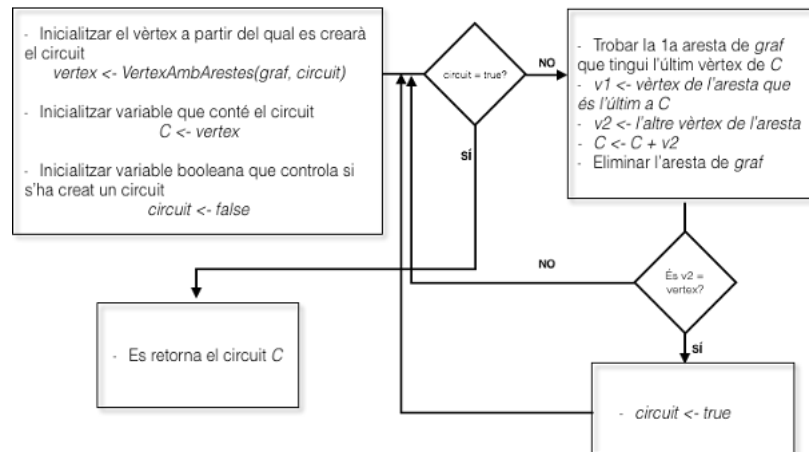 - Inicialitzar el vèrtex a partir del qual es crearà
el circuit
vertex <- VertexAmbArestes(graf, circuit)
- Inicialitzar variable que conté el circuit
C <- vertex
- Inicialitzar variable booleana que controla si
s'ha creat un circuit
circuit <- false
circuit = true?
NO
- Trobar la 1a aresta de graf
que tingui l'últim vèrtex de C
- v1 <- vèrtex de l'aresta que
és l'últim a C
- v2 <- l'altre vèrtex de l'aresta
- C <- C + v2
- Eliminar l'aresta de graf
SÍ
És v2 =
vertex?
NO
SÍ
- Es retorna el circuit C
- circuit <- true